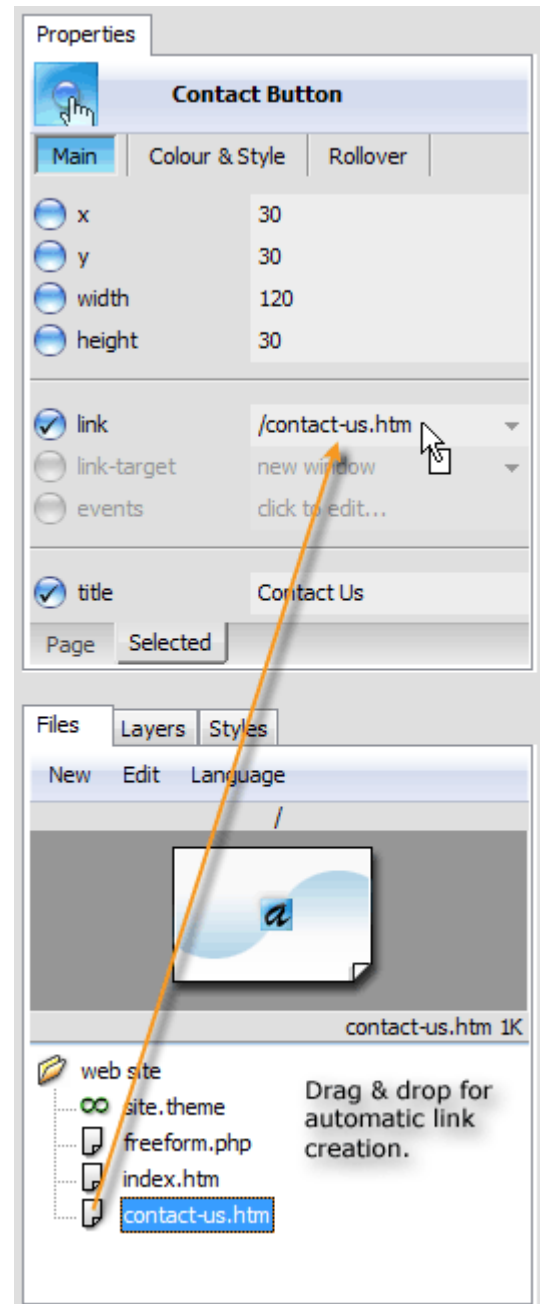 Properties
Contact Button
Main Colour & Style Rollover
x 30
y 30
width 120
height 30
link /contact-us.htm
link-target new window
events click to edit...
title Contact Us
Page Selected
Files Layers Styles
New Edit Language
/
a
contact-us.htm 1K
web site
site.theme
freeform.php
index.htm
contact-us.htm
Drag & drop for
automatic link
creation.